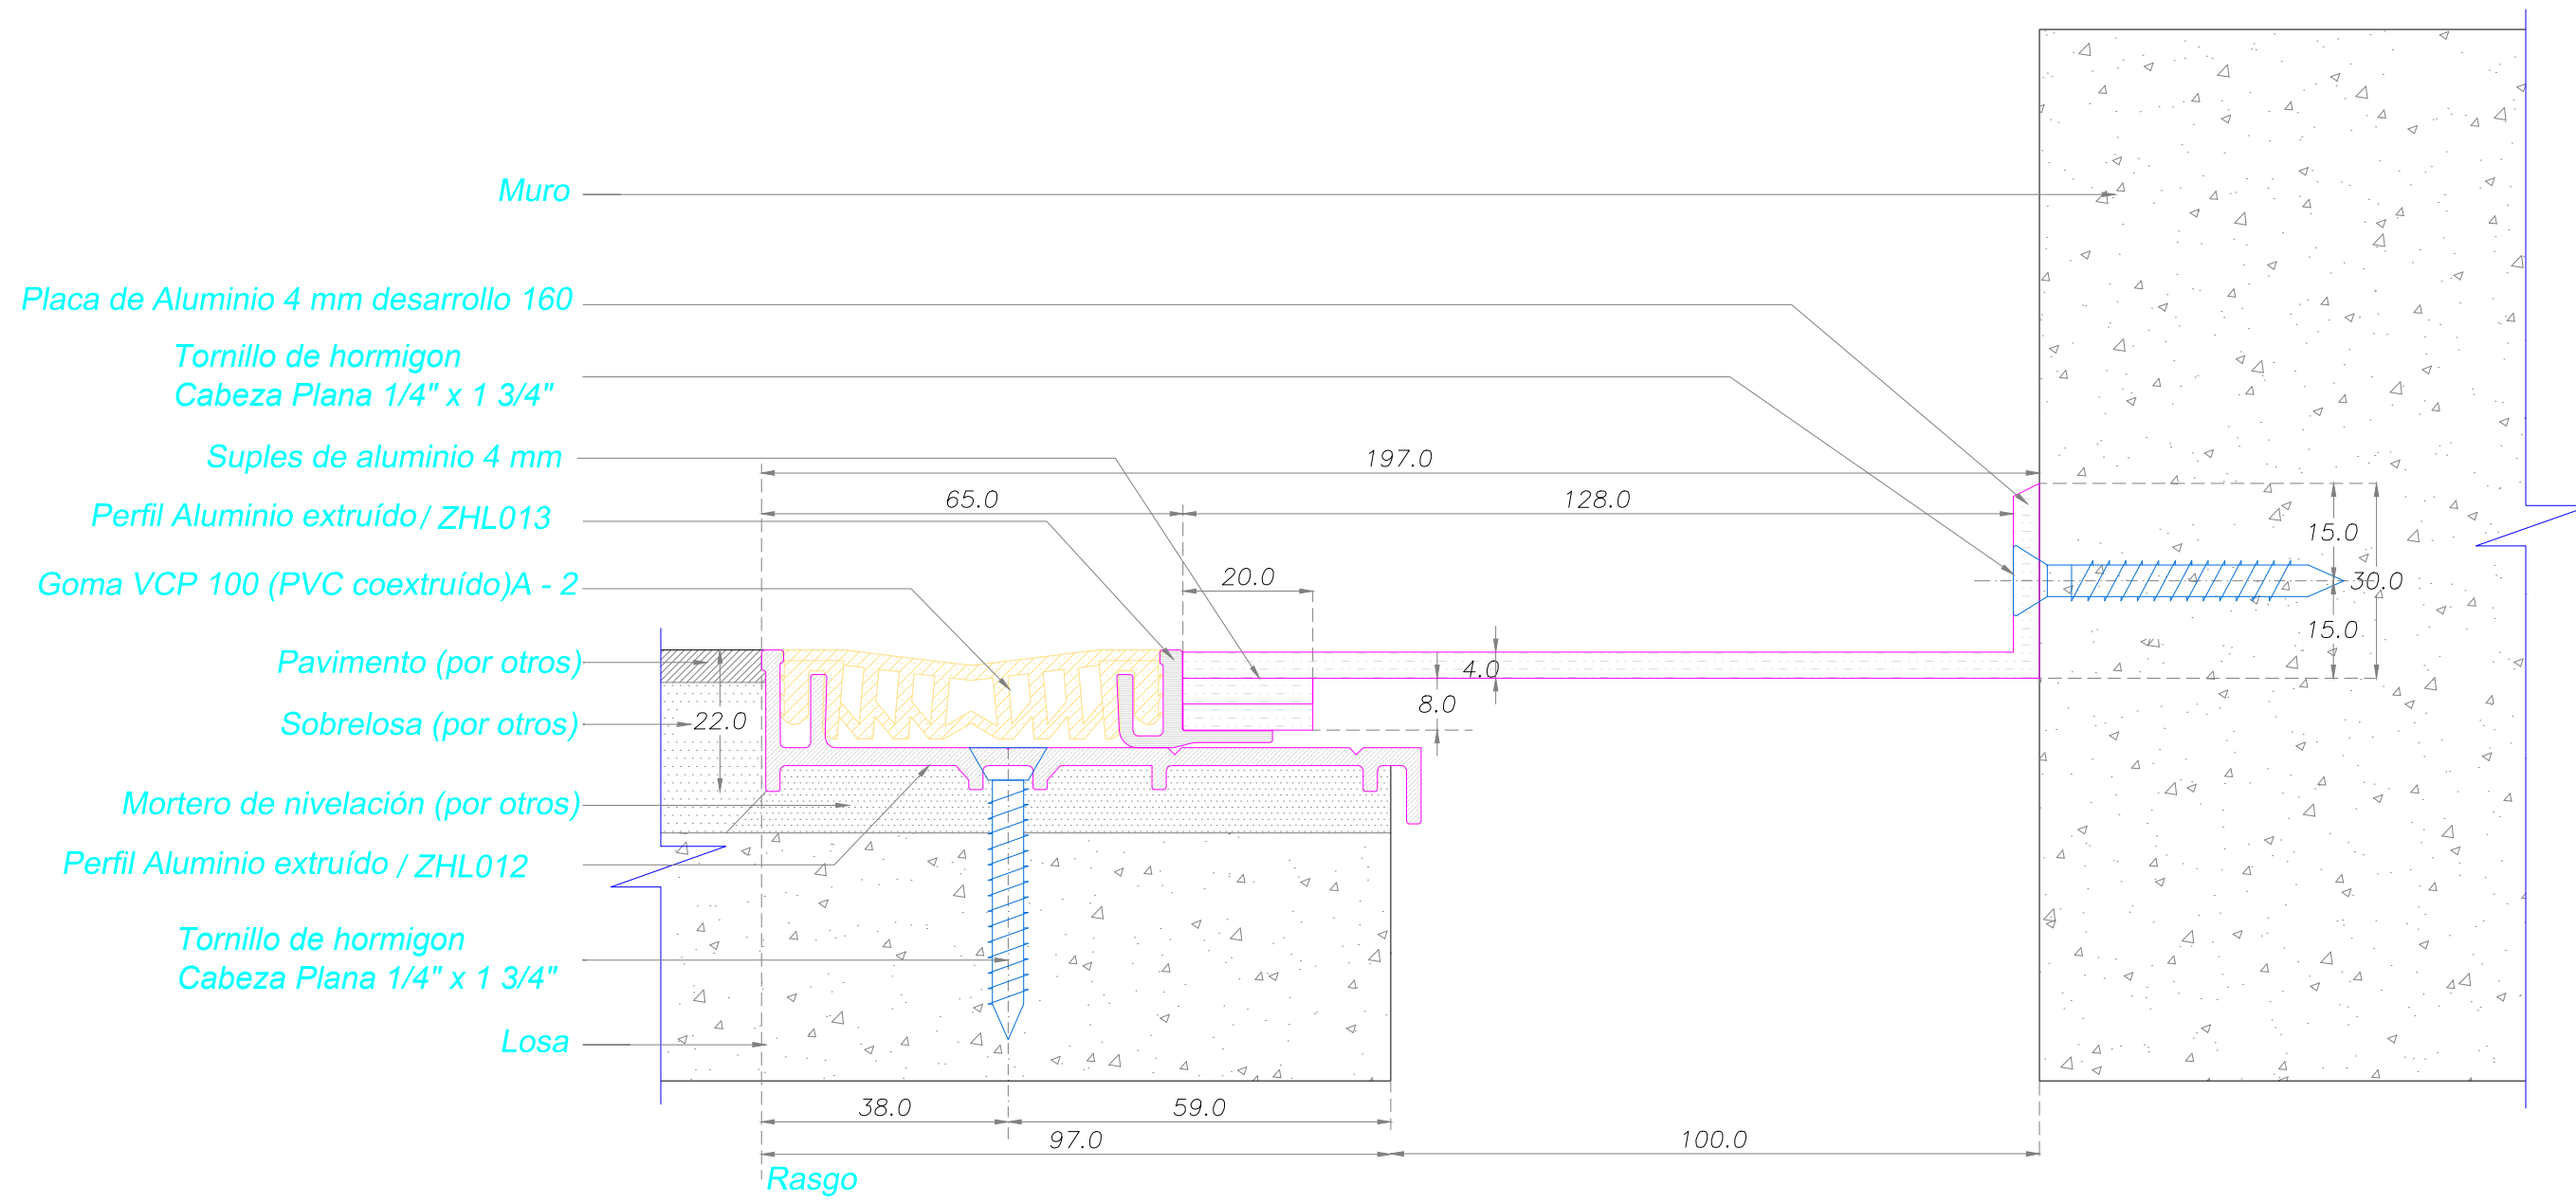 Muro
Placa de Aluminio 4 mm desarrollo 160
Tornillo de hormigon
Cabeza Plana 1/4" x 1 3/4"
Suples de aluminio 4 mm
197.0
65.0
128.0
Perfil Aluminio extruído / ZHL013
15.0
Goma VCP 100 (PVC coextruído)A - 2
20.0
30.0
15.0
Pavimento (por otros)
4.0
8.0
Sobrelosa (por otros)
22.0
Mortero de nivelación (por otros)
Perfil Aluminio extruído / ZHL012
Tornillo de hormigon
Cabeza Plana 1/4" x 1 3/4"
Losa
38.0
59.0
97.0
100.0
Rasgo